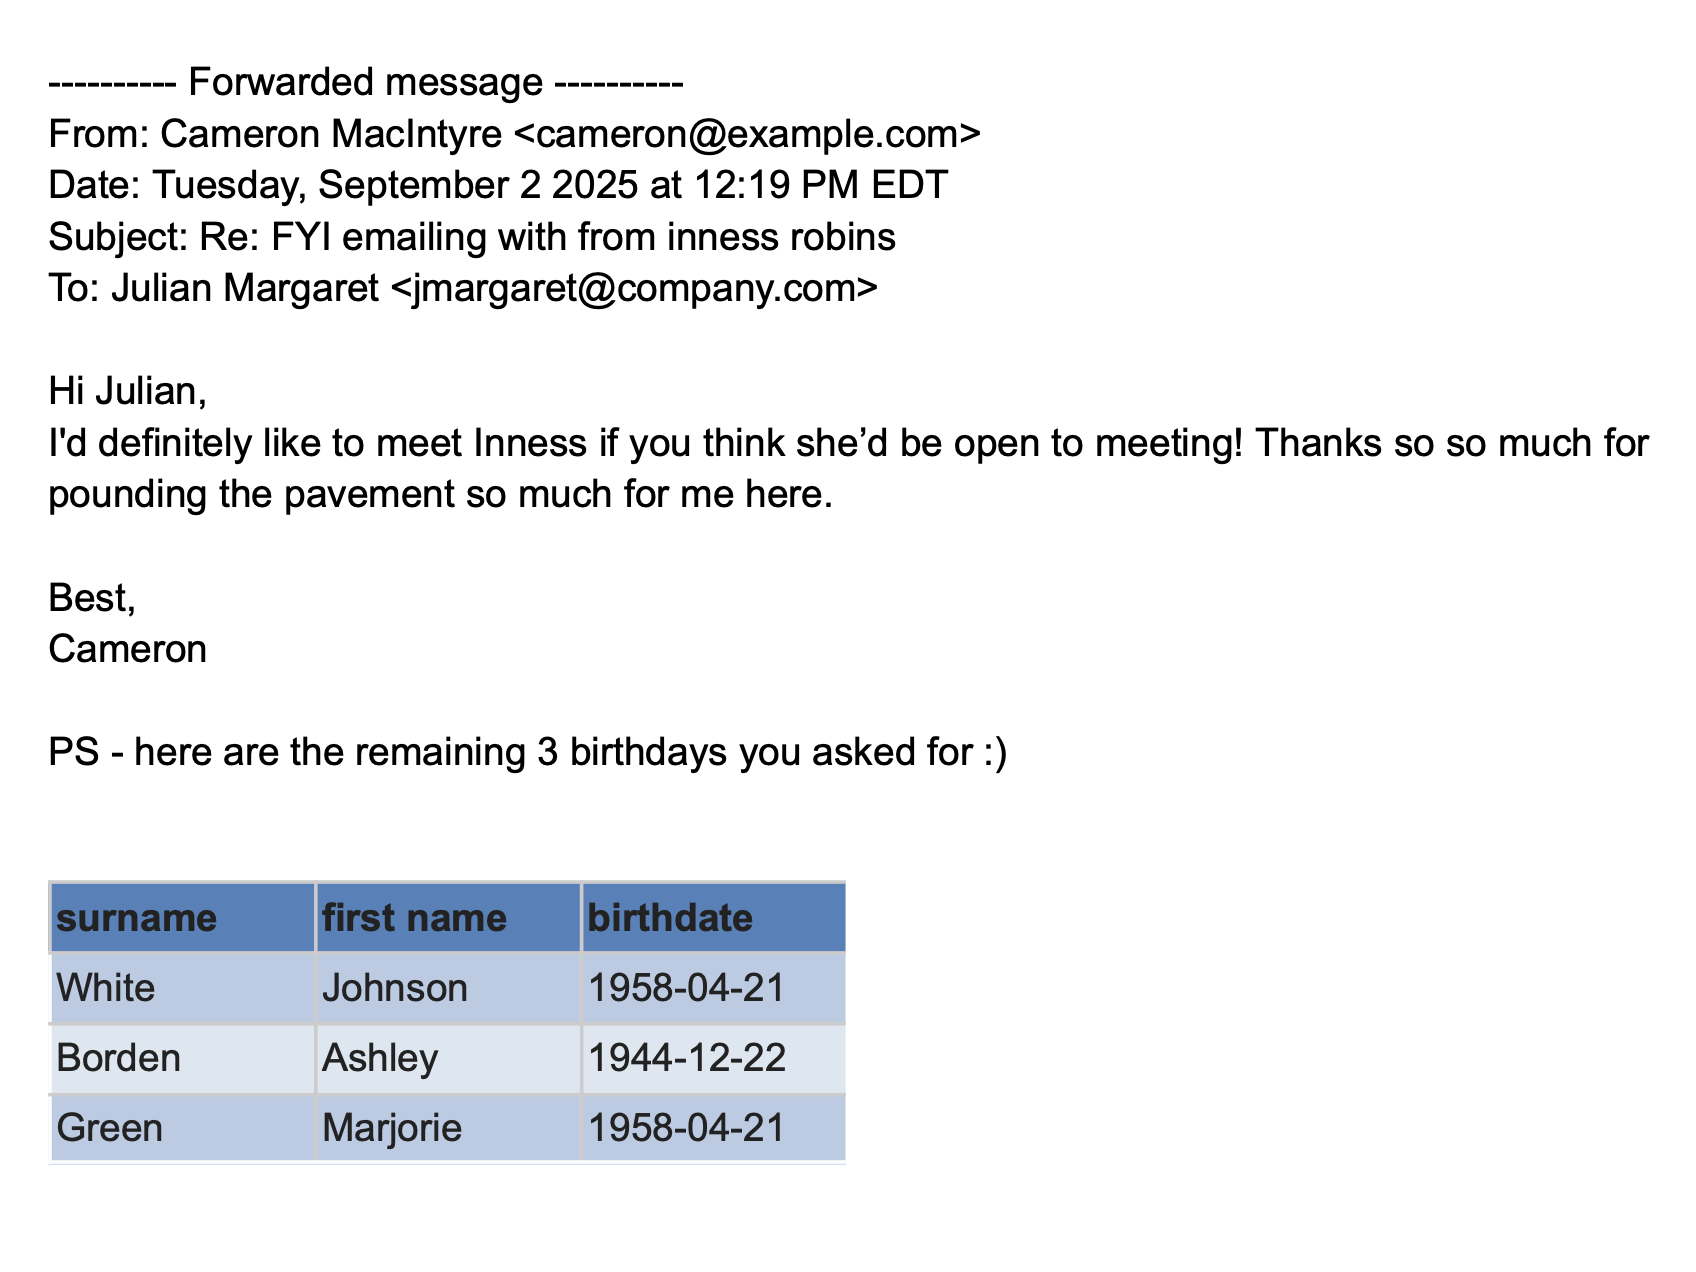 ---------- Forwarded message ----------
From: Cameron MacIntyre <cameron@example.com>
Date: Tuesday, September 2 2025 at 12:19 PM EDT
Subject: Re: FYI emailing with from inness robins
To: Julian Margaret <jmargaret@company.com>
Hi Julian,
I'd definitely like to meet Inness if you think she’d be open to meeting! Thanks so so much for
pounding the pavement so much for me here.
Best,
Cameron
PS - here are the remaining 3 birthdays you asked for :)
surname first name birthdate
White Johnson 1958-04-21
Borden Ashley 1944-12-22
Green Marjorie 1958-04-21